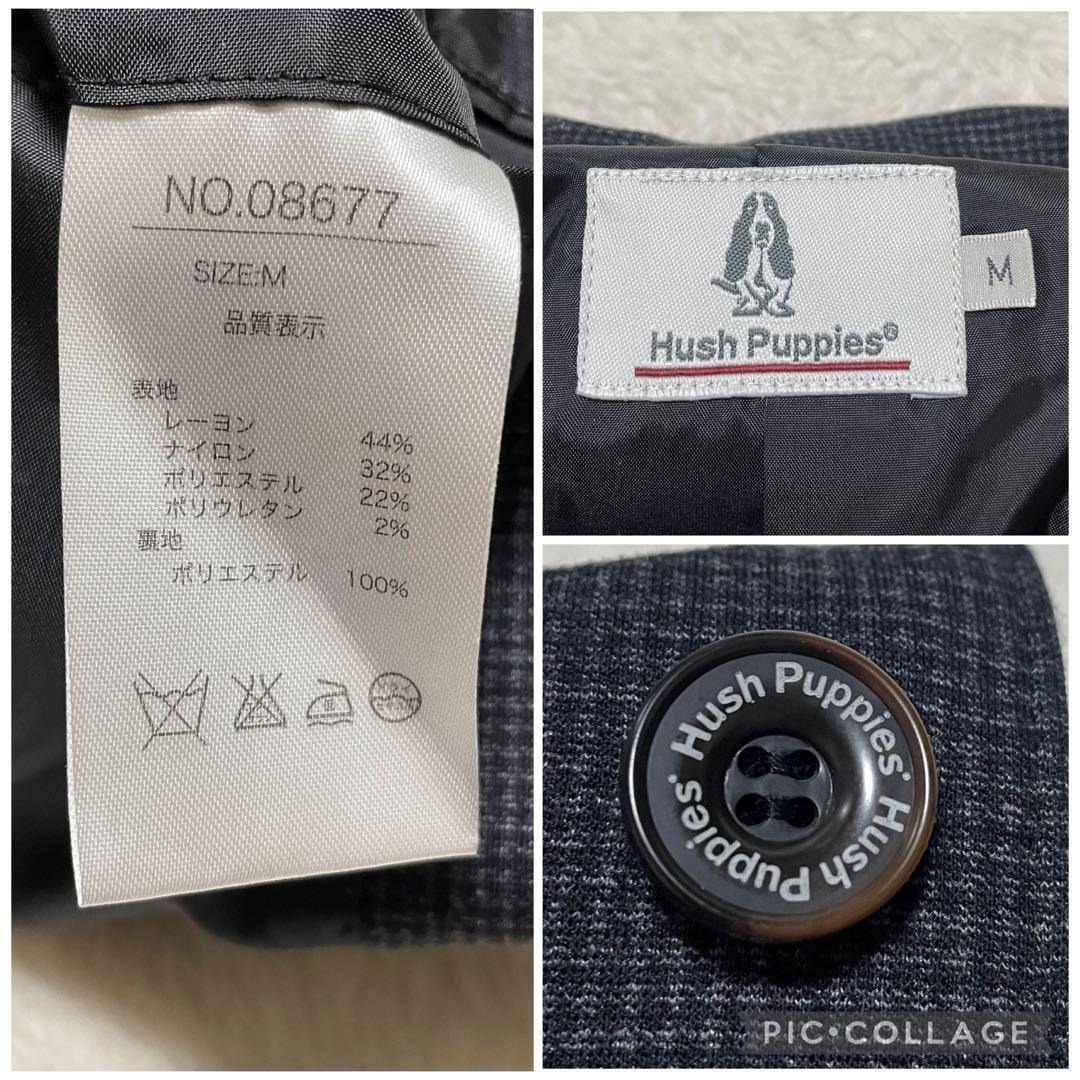 NO.08677
SIZE:M
品質表示
表地
レーヨン 44%
ナイロン 32%
ポリエステル 22%
ポリウレタン 2%
裏地
ポリエステル 100%
Hush Puppies®
M
Hush Puppies® Hush Puppies®
PIC•COLLAGE